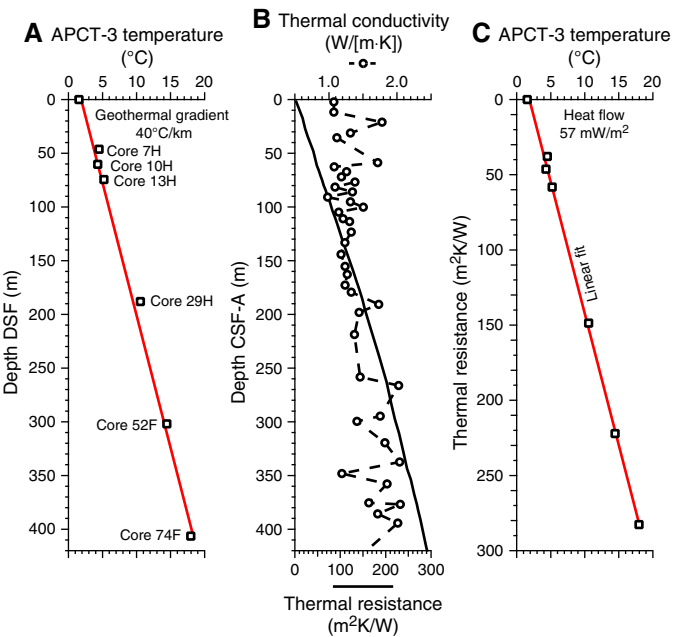 A APCT-3 temperature
(°C)
0 5 10 15 20
Geothermal gradient
40°C/km
Core 7H
Core 10H
Core 13H
Core 29H
Core 52F
Core 74F
0
50
100
150
200
250
300
350
400
Depth DSF (m)
B Thermal conductivity
(W/[m·K])
1.0 2.0
0
50
100
150
200
250
300
350
400
Depth CSF-A (m)
0 100 200 300
Thermal resistance
(m²K/W)
C APCT-3 temperature
(°C)
0 5 10 15 20
Heat flow
57 mW/m²
Linear fit
0
50
100
150
200
250
300
Thermal resistance (m²K/W)